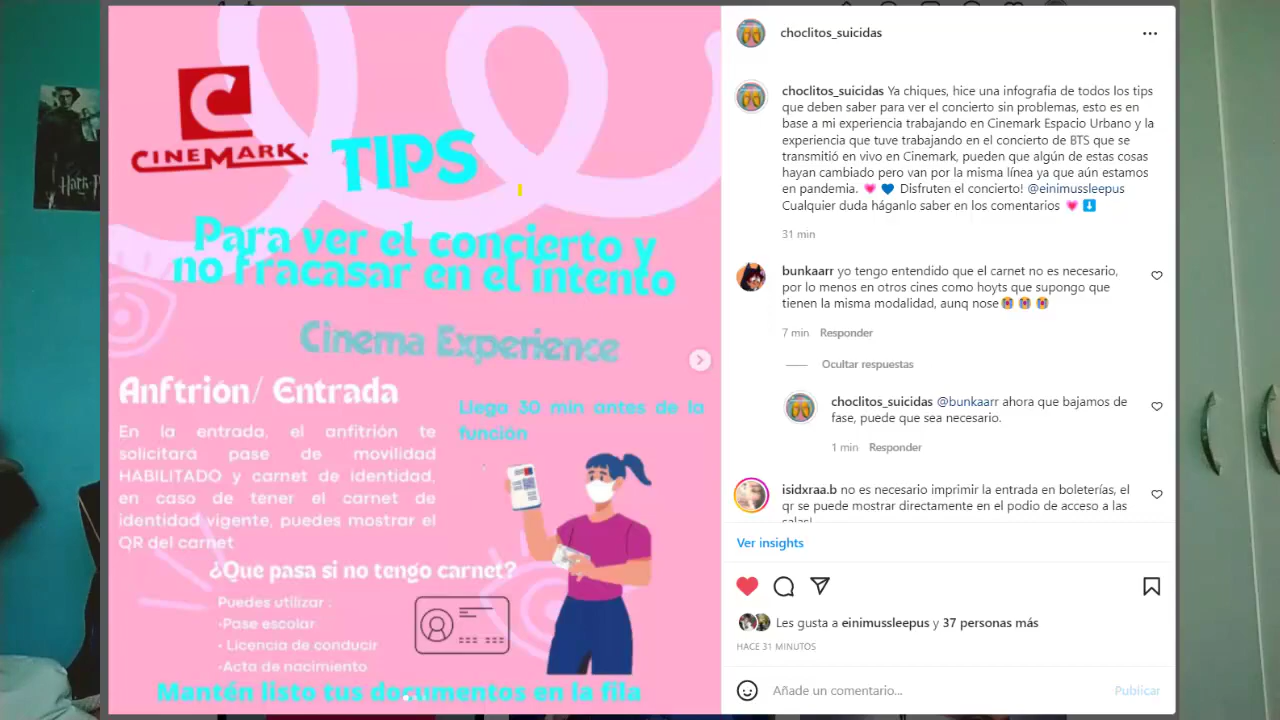 CINEMARK.
TIPS
Para ver el concierto y
no fracasar en el intento
Cinema Experience
Anftrión/ Entrada
En la entrada, el anfitrión te
solicitará pase de movilidad
HABILITADO y carnet de identidad,
en caso de tener el carnet de
identidad vigente, puedes mostrar el
QR del carnet
Llega 30 min antes de la
función
¿Que pasa si no tengo carnet?
Puedes utilizar :
•Pase escolar
• Licencia de conducir
•Acta de nacimiento
Mantén listo tus documentos en la fila
choclitos_suicidas
choclitos_suicidas Ya chiques, hice una infografía de todos los tips
que deben saber para ver el concierto sin problemas, esto es en
base a mi experiencia trabajando en Cinemark Espacio Urbano y la
experiencia que tuve trabajando en el concierto de BTS que se
transmitió en vivo en Cinemark, pueden que algún de estas cosas
hayan cambiado pero van por la misma línea ya que aún estamos
en pandemia. 💗 💙 Disfruten el concierto! @einimussleepus
Cualquier duda háganlo saber en los comentarios 💗 ⬇️
31 min
bunkaarr yo tengo entendido que el carnet no es necesario,
por lo menos en otros cines como hoyts que supongo que
tienen la misma modalidad, aunq nose
7 min Responder
Ocultar respuestas
choclitos_suicidas @bunkaarr ahora que bajamos de
fase, puede que sea necesario.
1 min Responder
isidxraa.b no es necesario imprimir la entrada en boleterías, el
qr se puede mostrar directamente en el podio de acceso a las
salas!
Ver insights
Les gusta a einimussleepus y 37 personas más
HACE 31 MINUTOS
Añade un comentario...
Publicar